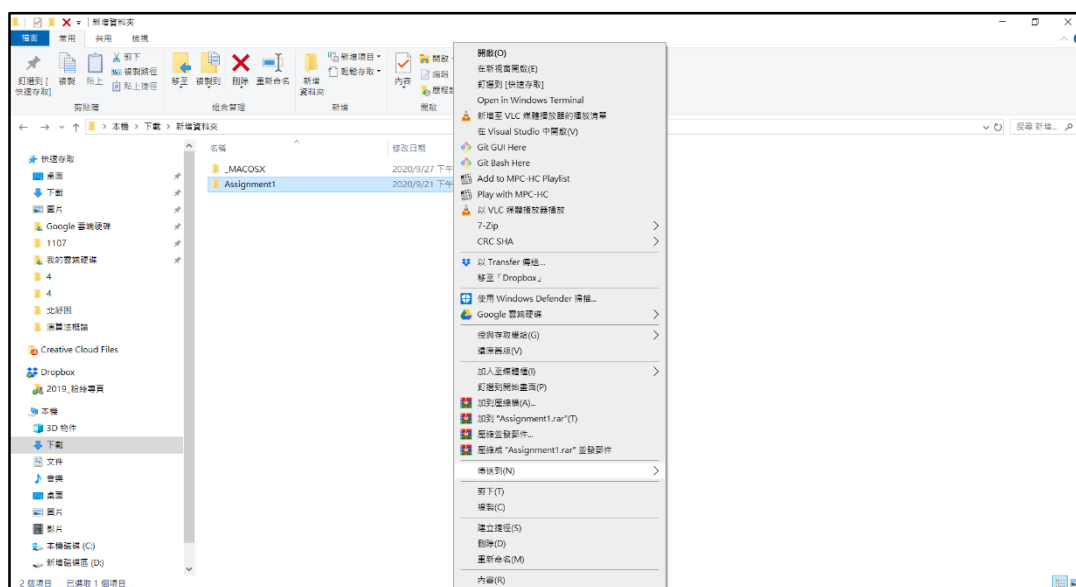 新增資料夾
檔案 常用 共用 檢視
釘選到 [快速存取]
複製
貼上
剪下
複製路徑
貼上捷徑
剪貼簿
移至 複製到 刪除 重新命名
組合管理
新增資料夾
新增項目
輕鬆存取
新增
內容
開啟
編輯
開啟
本機 > 下載 > 新增資料夾
搜尋 新增...
名稱 修改日期
_MACOSX 2020/9/27 下午
Assignment1 2020/9/21 下午
快速存取
桌面
下載
圖片
Google 雲端硬碟
1107
我的雲端硬碟
4
4
北紓困
演算法概論
Creative Cloud Files
Dropbox
2019_粉絲專頁
本機
3D 物件
下載
文件
音樂
桌面
圖片
影片
本機磁碟 (C:)
新增磁碟區 (D:)
2 個項目 已選取 1 個項目
開啟(O)
在新視窗開啟(E)
釘選到 [快速存取]
Open in Windows Terminal
新增至 VLC 媒體播放器的播放清單
在 Visual Studio 中開啟(V)
Git GUI Here
Git Bash Here
Add to MPC-HC Playlist
Play with MPC-HC
以 VLC 媒體播放器播放
7-Zip
CRC SHA
以 Transfer 傳送...
移至「Dropbox」
使用 Windows Defender 掃描...
Google 雲端硬碟
授與存取權給(G)
還原舊版(V)
加入至媒體櫃(I)
釘選到開始畫面(P)
加到壓縮檔(A)...
加到 "Assignment1.rar"(T)
壓縮並發郵件...
壓縮成 "Assignment1.rar" 並發郵件
傳送到(N)
剪下(T)
複製(C)
建立捷徑(S)
刪除(D)
重新命名(M)
內容(R)